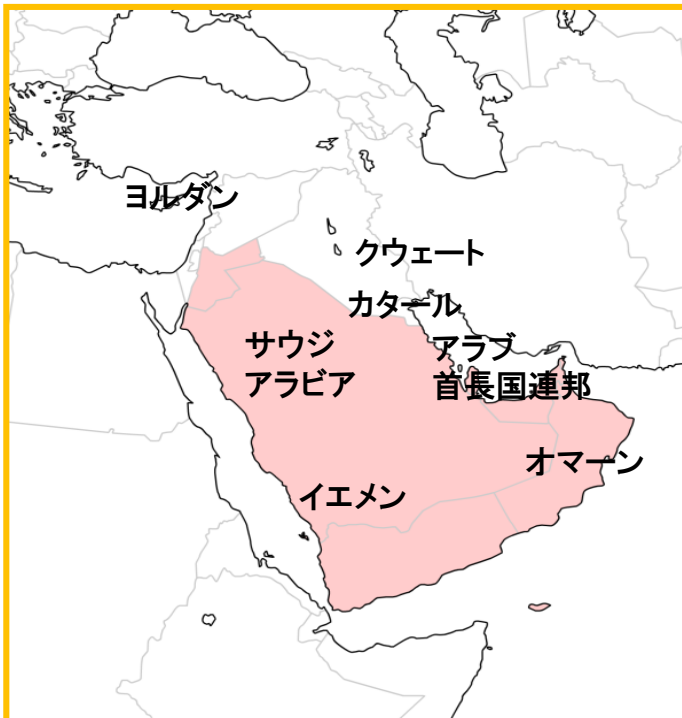 ヨルダン
クウェート
カタール
サウジ
アラビア
アラブ
首長国連邦
オマーン
イエメン